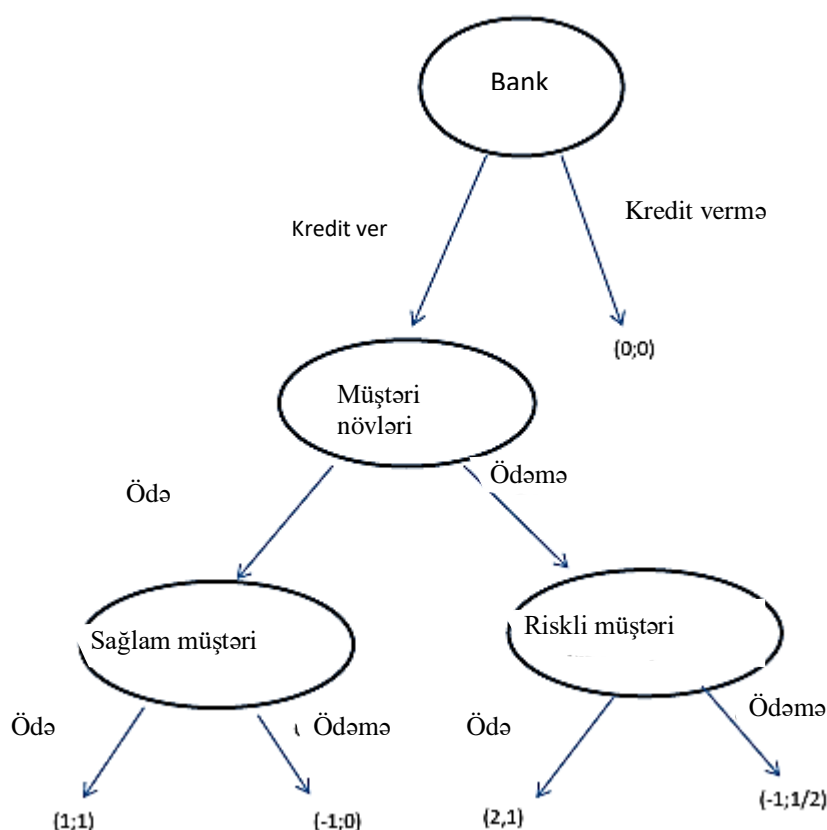 Bank
Kredit ver
Kredit vermə
(0;0)
Müştəri
növləri
Ödə
Ödəmə
Sağlam müştəri
Riskli müştəri
Ödə
Ödəmə
Ödə
Ödəmə
(1;1)
(-1;0)
(2,1)
(-1;1/2)